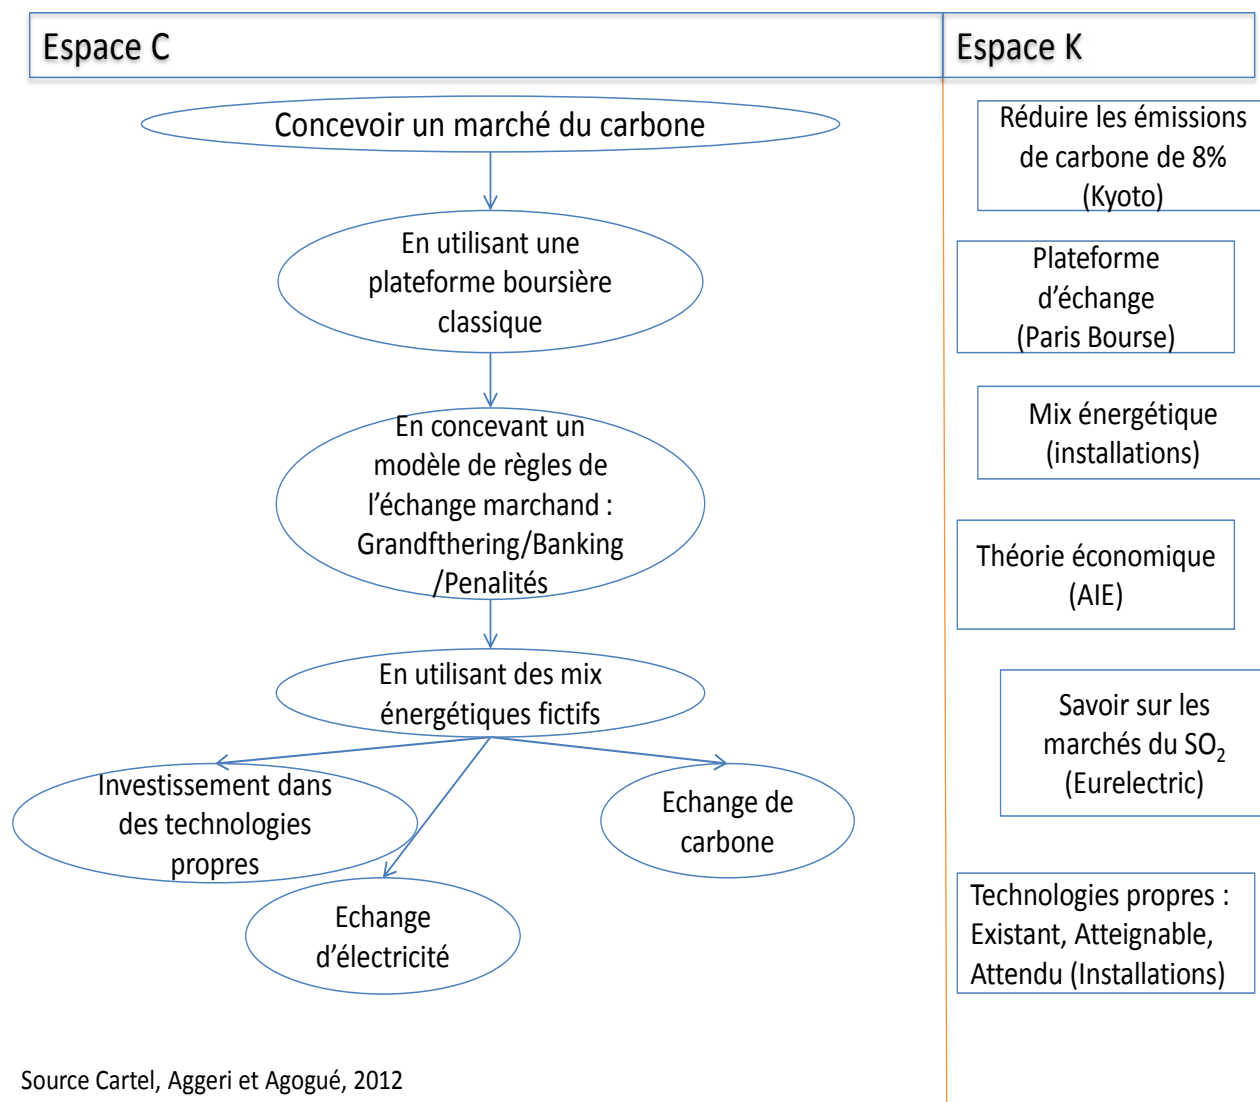 Espace C
Espace K
Concevoir un marché du carbone
En utilisant une
plateforme boursière
classique
En concevant un
modèle de règles de
l’échange marchand :
Grandfthering/Banking
/Penalités
En utilisant des mix
énergétiques fictifs
Investissement dans
des technologies
propres
Echange
d’électricité
Echange de
carbone
Réduire les émissions
de carbone de 8%
(Kyoto)
Plateforme
d’échange
(Paris Bourse)
Mix énergétique
(installations)
Théorie économique
(AIE)
Savoir sur les
marchés du SO₂
(Eurelectric)
Technologies propres :
Existant, Atteignable,
Attendu (Installations)
Source Cartel, Aggeri et Agogué, 2012